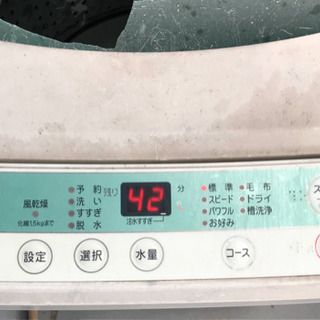 風乾燥
化繊1.5kgまで
予約
洗い
すすぎ
脱水
残り
42
分
注水すすぎ
標準
スピード
パワフル
お好み
毛布
ドライ
槽洗浄
設定
選択
水量
コース